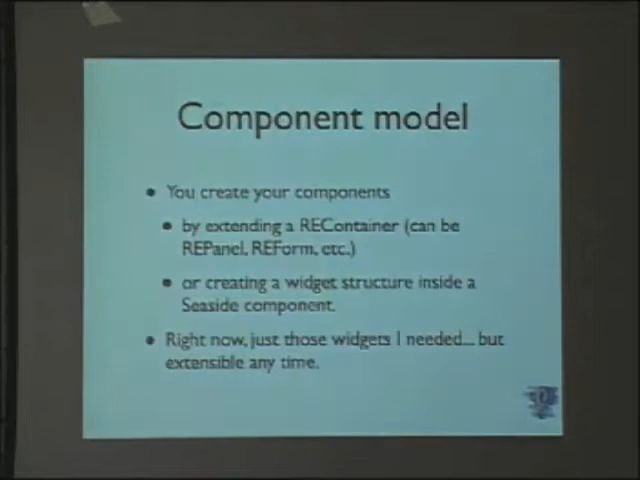 Component model
• You create your components
• by extending a REContainer (can be
REPanel, REForm, etc.)
• or creating a widget structure inside a
Seaside component.
• Right now, just those widgets I needed... but
extensible any time.